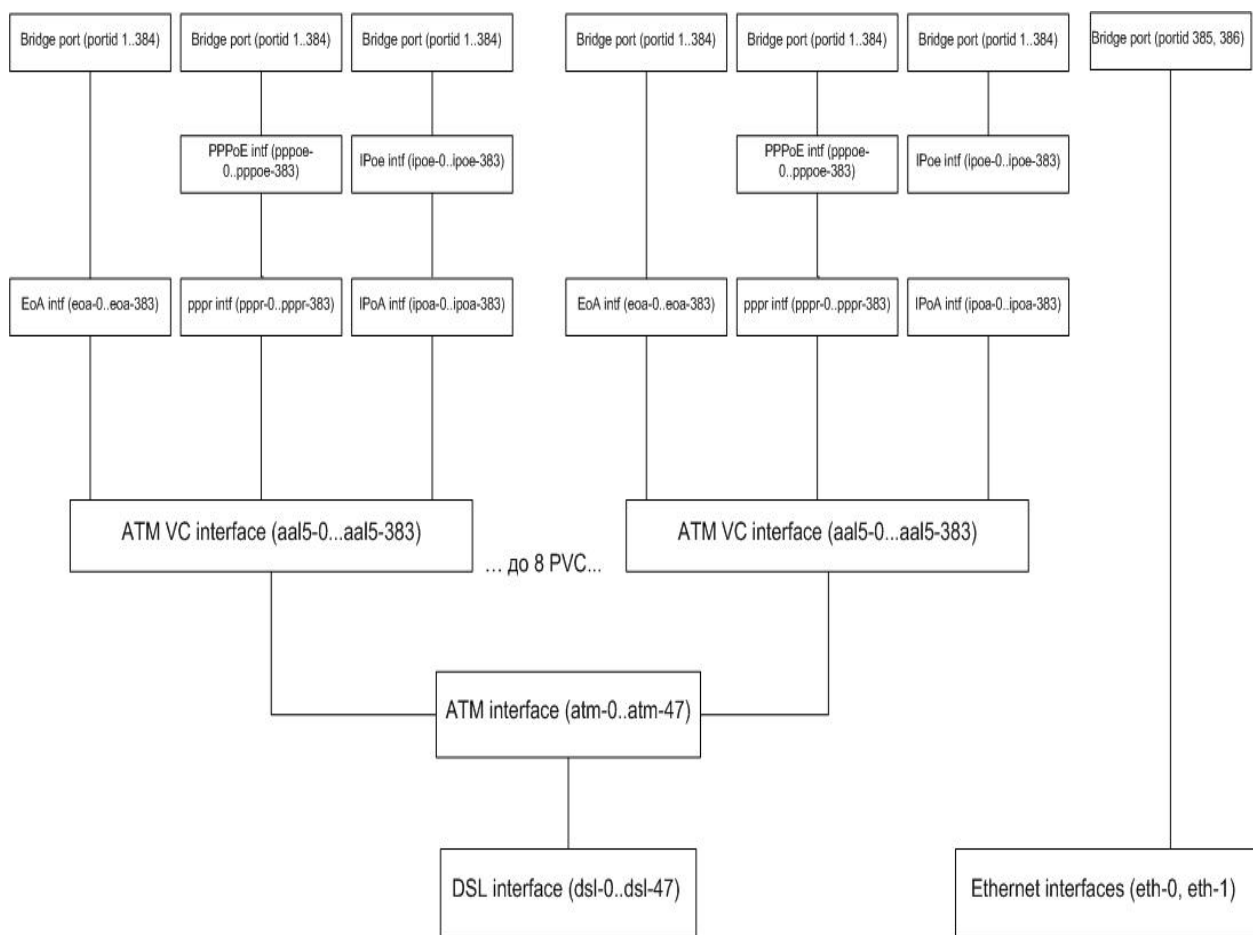 Bridge port (portid 1..384)
Bridge port (portid 1..384)
Bridge port (portid 1..384)
Bridge port (portid 1..384)
Bridge port (portid 1..384)
Bridge port (portid 1..384)
Bridge port (portid 385, 386)
PPPoE intf (pppoe-
0..pppoe-383)
IPoe intf (ipoe-0..ipoe-383)
PPPoE intf (pppoe-
0..pppoe-383)
IPoe intf (ipoe-0..ipoe-383)
EoA intf (eoa-0..eoa-383)
pppr intf (pppr-0..pppr-383)
IPoA intf (ipoa-0..ipoa-383)
EoA intf (eoa-0..eoa-383)
pppr intf (pppr-0..pppr-383)
IPoA intf (ipoa-0..ipoa-383)
ATM VC interface (aal5-0...aal5-383)
ATM VC interface (aal5-0...aal5-383)
... до 8 PVC...
ATM interface (atm-0..atm-47)
DSL interface (dsl-0..dsl-47)
Ethernet interfaces (eth-0, eth-1)